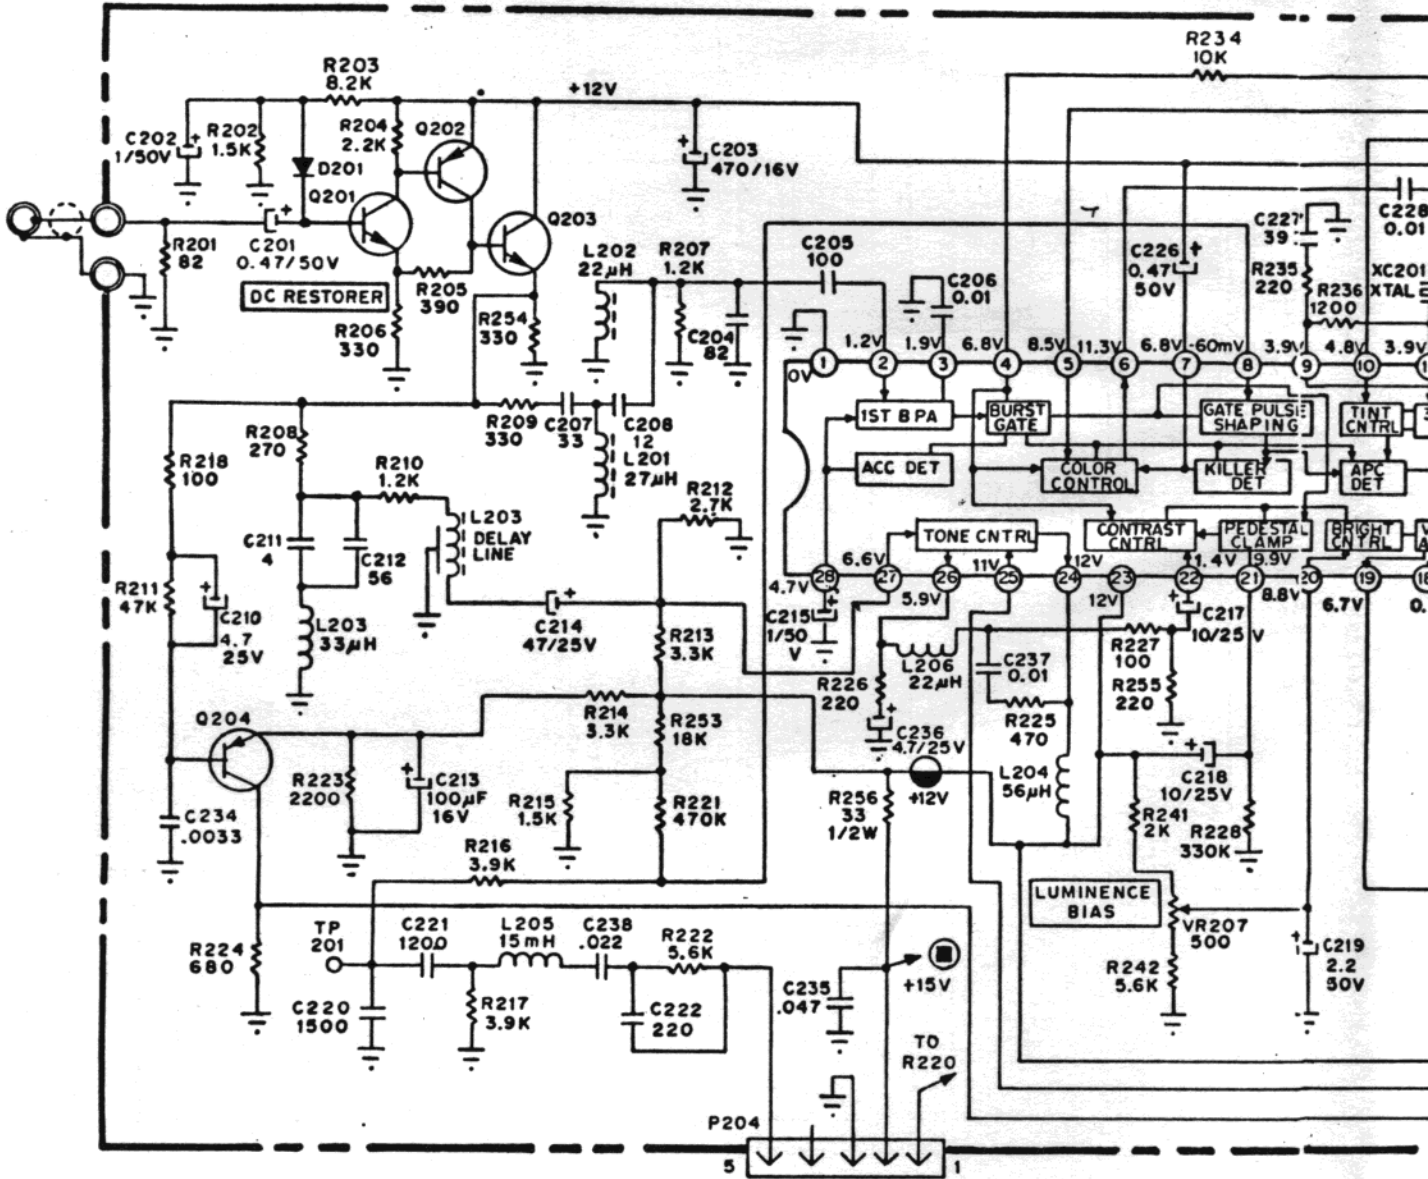 R234
10K
R203
8.2K
+12V
C202
1/50V
R202
1.5K
R204
2.2K
Q202
D201
Q201
C203
470/16V
Q203
C228
0.01
C227
39
R201
82
C201
0.47/50V
L202
22µH
R207
1.2K
C205
100
C226
0.47
50V
R235
220
XC201
XTAL
DC RESTORER
R205
390
C206
0.01
R236
1200
R206
330
R254
330
C204
82
0V
1.2V
1.9V
6.8V
8.5V
11.3V
6.8V
-60mV
3.9V
4.8V
3.9V
1
2
3
4
5
6
7
8
9
10
R208
270
R209
330
C207
33
C208
12
L201
27µH
1ST BPA
BURST
GATE
GATE PULSE
SHAPING
TINT
CNTRL
R218
100
R210
1.2K
ACC DET
COLOR
CONTROL
KILLER
DET
APC
DET
R212
2.7K
L203
DELAY
LINE
C211
4
C212
56
TONE CNTRL
CONTRAST
CNTRL
PEDESTAL
CLAMP
BRIGHT
CNTRL
4.7V
6.6V
5.9V
11V
12V
12V
1.4V
9.9V
8.8V
6.7V
0.
28
27
26
25
24
23
22
21
20
19
18
R211
47K
C210
4.7
25V
L203
33µH
C214
47/25V
C215
1/50
V
C217
10/25V
R213
3.3K
L206
22µH
C237
0.01
R227
100
R226
220
R255
220
Q204
R214
3.3K
R253
18K
C236
4.7/25V
R225
470
R223
2200
C213
100µF
16V
R215
1.5K
R221
470K
+12V
L204
56µH
C218
10/25V
R256
33
1/2W
R241
2K
R228
330K
C234
.0033
R216
3.9K
LUMINENCE
BIAS
VR207
500
TP
201
C221
1200
L205
15mH
C238
.022
R222
5.6K
R224
680
C219
2.2
50V
R242
5.6K
+15V
C220
1500
R217
3.9K
C222
220
C235
.047
TO
R220
P204
5
1